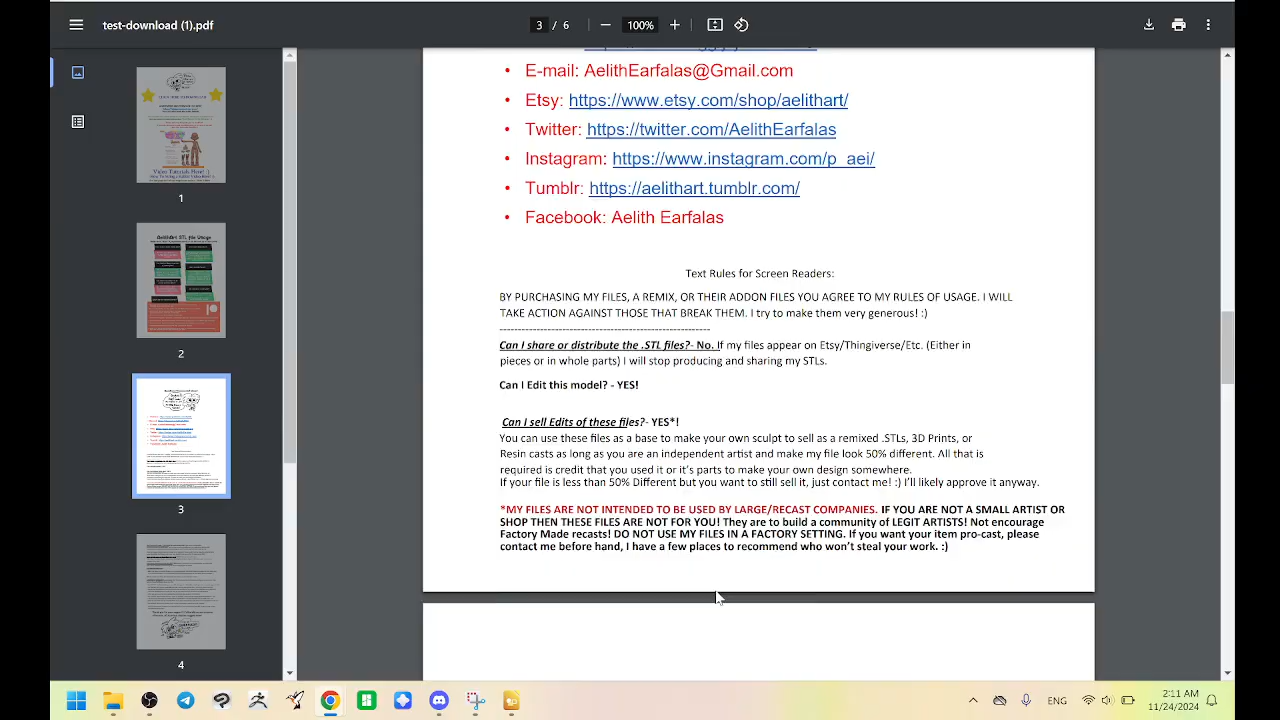 test-download (1).pdf
3 / 6
100%
1
2
3
4
• E-mail: AelithEarfalas@Gmail.com
• Etsy: https://www.etsy.com/shop/aelithart/
• Twitter: https://twitter.com/AelithEarfalas
• Instagram: https://www.instagram.com/p_aei/
• Tumblr: https://aelithart.tumblr.com/
• Facebook: Aelith Earfalas
Text Rules for Screen Readers:
BY PURCHASING MY FILES, A REMIX, OR THEIR ADDON FILES YOU AGREE TO MY RULES OF USAGE. I WILL
TAKE ACTION AGAINST THOSE THAT BREAK THEM. I try to make them very generous! :)
Can I share or distribute the .STL files?- No. If my files appear on Etsy/Thingiverse/Etc. (Either in
pieces or in whole parts) I will stop producing and sharing my STLs.
Can I Edit this model? - YES!
Can I sell Edits of these files?- YES*!
You can use these files as a base to make your own sculpt to sell as unprinted .STLs, 3D Prints, or
Resin casts as long as you are an independent artist and make my file about 30% different. All that is
required is credit if you used it or it's parts to make your own design/machine.
If your file is less than 30% different but you want to still sell it, just contact me! :) I'll likely approve it anyway.
*MY FILES ARE NOT INTENDED TO BE USED BY LARGE/RECAST COMPANIES. IF YOU ARE NOT A SMALL ARTIST OR
SHOP THEN THESE FILES ARE NOT FOR YOU! They are to build a community of LEGIT ARTISTS! Not encourage
Factory Made recasts! DO NOT USE MY FILES IN A FACTORY SETTING. If you want your item pro-cast, please
contact me before hand, I have a few places to recommend who won't steal your work. :)
ENG
2:11 AM
11/24/2024